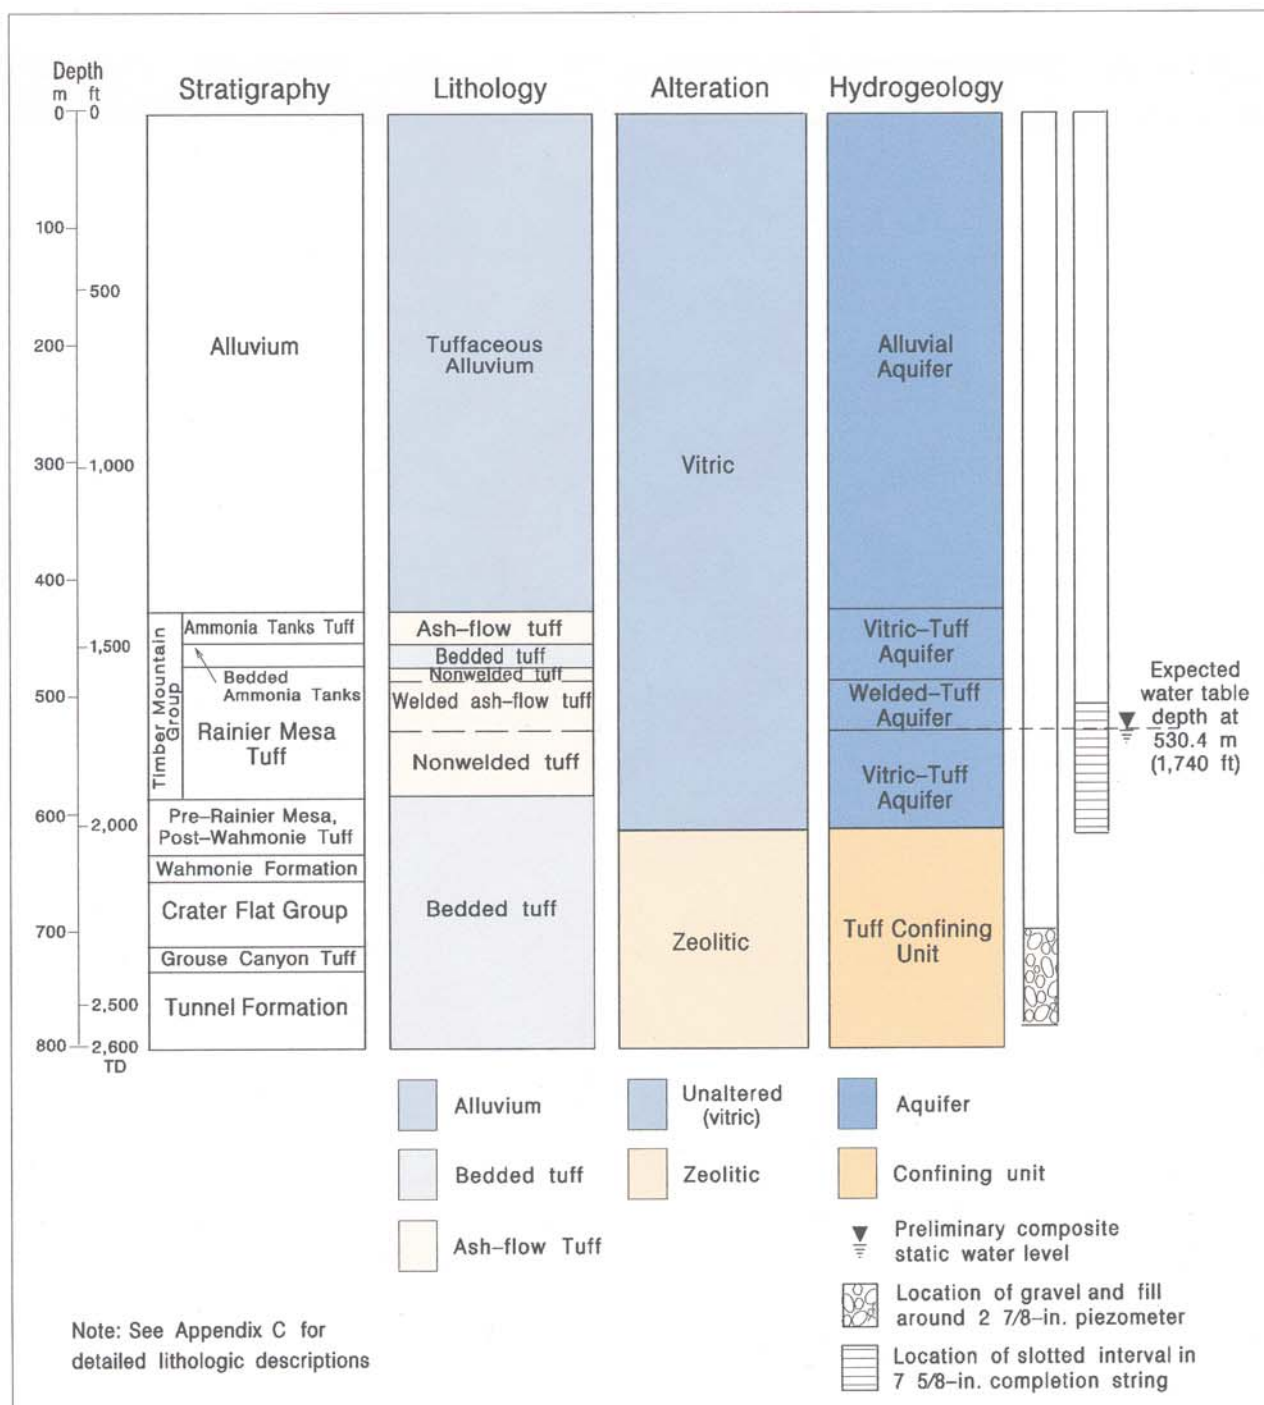 Depth
m ft
Stratigraphy
Lithology
Alteration
Hydrogeology
0 0
100
500
200
300
1,000
400
1,500
500
600
2,000
700
2,500
800 2,600
TD
Alluvium
Timber Mountain
Group
Ammonia Tanks Tuff
Bedded
Ammonia Tanks
Rainier Mesa
Tuff
Pre-Rainier Mesa,
Post-Wahmonie Tuff
Wahmonie Formation
Crater Flat Group
Grouse Canyon Tuff
Tunnel Formation
Tuffaceous
Alluvium
Ash-flow tuff
Bedded tuff
Nonwelded tuff
Welded ash-flow tuff
Nonwelded tuff
Bedded tuff
Vitric
Zeolitic
Alluvial
Aquifer
Vitric-Tuff
Aquifer
Welded-Tuff
Aquifer
Vitric-Tuff
Aquifer
Tuff Confining
Unit
Expected
water table
depth at
530.4 m
(1,740 ft)
Alluvium
Bedded tuff
Ash-flow Tuff
Unaltered
(vitric)
Zeolitic
Aquifer
Confining unit
Preliminary composite
static water level
Location of gravel and fill
around 2 7/8-in. piezometer
Location of slotted interval in
7 5/8-in. completion string
Note: See Appendix C for
detailed lithologic descriptions